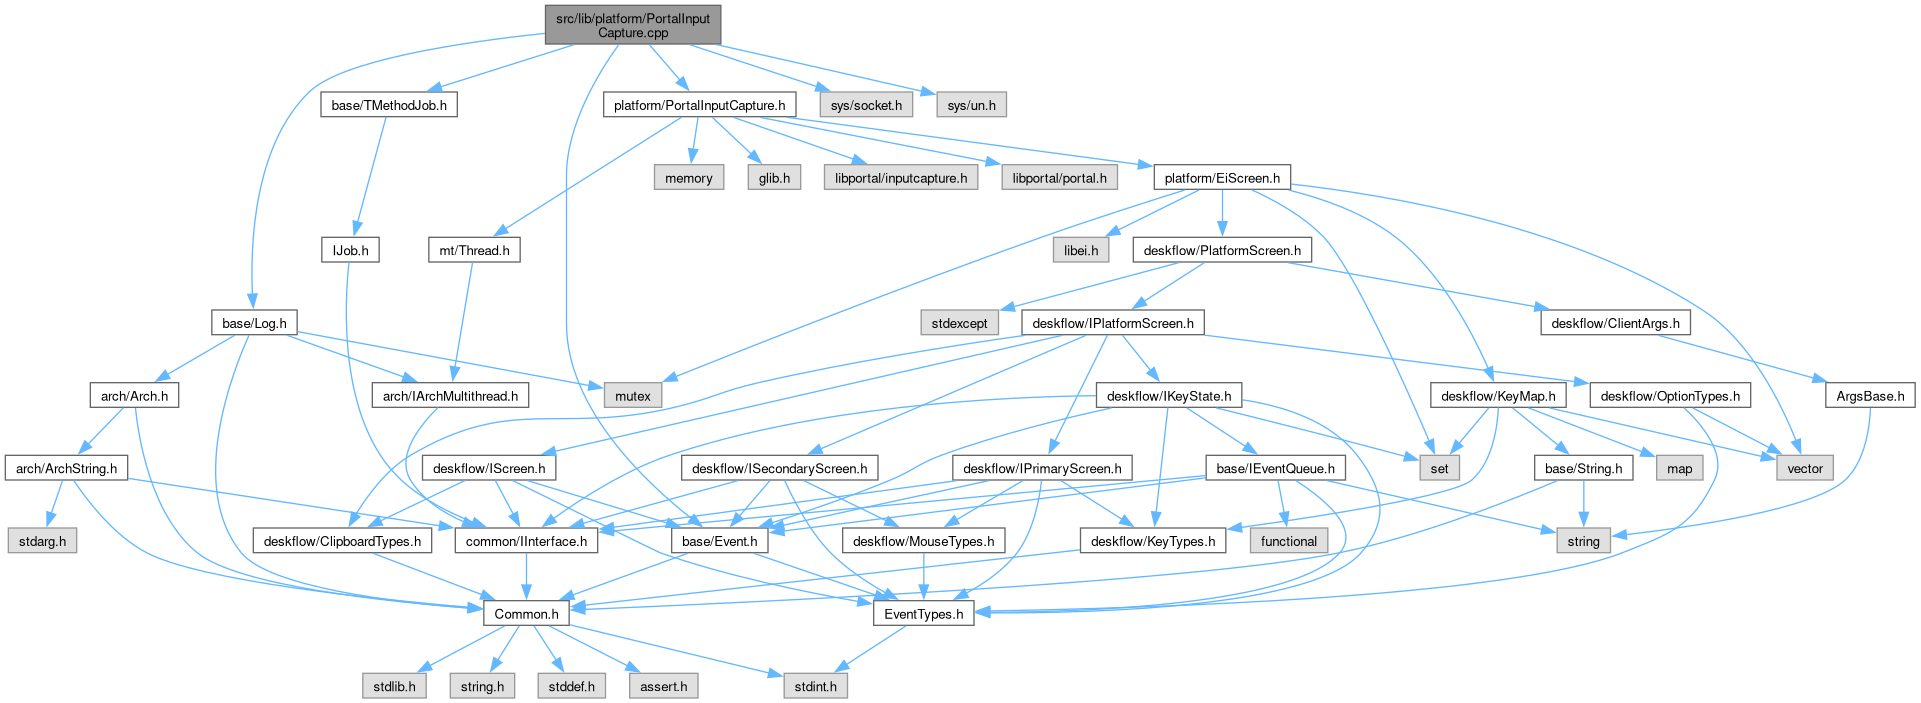 src/lib/platform/PortalInput
Capture.cpp
base/TMethodJob.h
platform/PortalInputCapture.h
sys/socket.h
sys/un.h
memory
glib.h
libportal/inputcapture.h
libportal/portal.h
platform/EiScreen.h
IJob.h
mt/Thread.h
libei.h
deskflow/PlatformScreen.h
base/Log.h
stdexcept
deskflow/IPlatformScreen.h
deskflow/ClientArgs.h
arch/Arch.h
arch/IArchMultithread.h
mutex
deskflow/IKeyState.h
deskflow/KeyMap.h
deskflow/OptionTypes.h
ArgsBase.h
arch/ArchString.h
deskflow/IScreen.h
deskflow/ISecondaryScreen.h
deskflow/IPrimaryScreen.h
base/IEventQueue.h
set
base/String.h
map
vector
stdarg.h
deskflow/ClipboardTypes.h
common/IInterface.h
base/Event.h
deskflow/MouseTypes.h
deskflow/KeyTypes.h
functional
string
Common.h
EventTypes.h
stdlib.h
string.h
stddef.h
assert.h
stdint.h